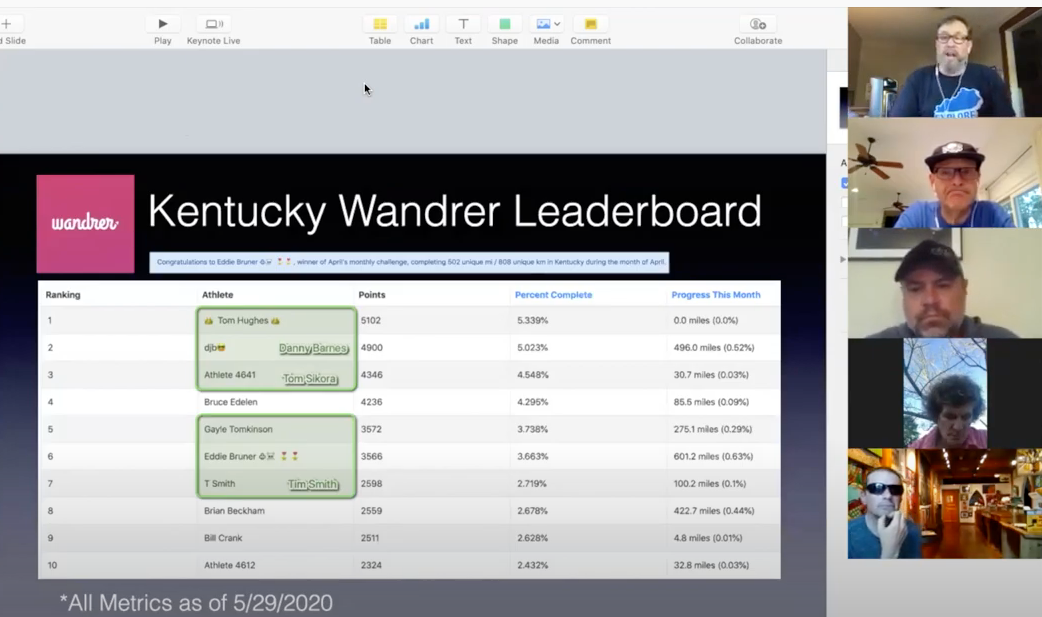 d Slide
Play
Keynote Live
Table
Chart
Text
Shape
Media
Comment
Collaborate
wandrer
Kentucky Wandrer Leaderboard
Congratulations to Eddie Bruner, winner of April's monthly challenge, completing 502 unique mi / 808 unique km in Kentucky during the month of April.
Ranking Athlete Points Percent Complete Progress This Month
1 Tom Hughes 5102 5.339% 0.0 miles (0.0%)
2 djb Danny Barnes 4900 5.023% 496.0 miles (0.52%)
3 Athlete 4641 Tom Sikora 4346 4.548% 30.7 miles (0.03%)
4 Bruce Edelen 4236 4.295% 85.5 miles (0.09%)
5 Gayle Tomkinson 3572 3.738% 275.1 miles (0.29%)
6 Eddie Bruner 3566 3.663% 601.2 miles (0.63%)
7 T Smith Tim Smith 2598 2.719% 100.2 miles (0.1%)
8 Brian Beckham 2559 2.678% 422.7 miles (0.44%)
9 Bill Crank 2511 2.628% 4.8 miles (0.01%)
10 Athlete 4612 2324 2.432% 32.8 miles (0.03%)
*All Metrics as of 5/29/2020